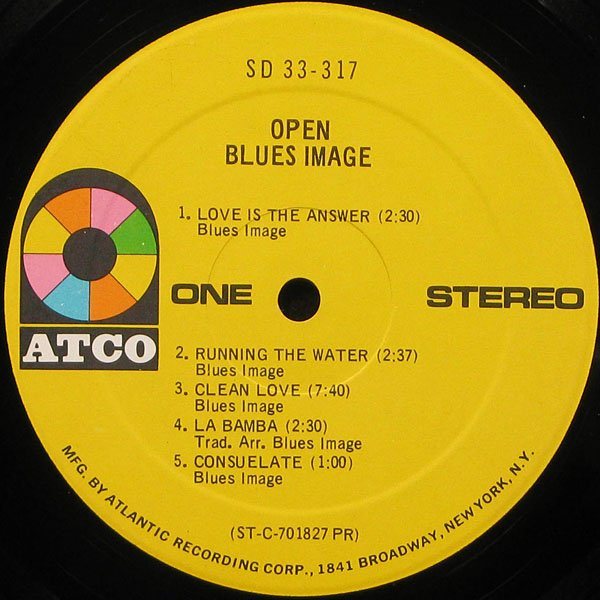 SD 33-317
OPEN
BLUES IMAGE
1. LOVE IS THE ANSWER (2:30)
Blues Image
ONE
STEREO
ATCO
2. RUNNING THE WATER (2:37)
Blues Image
3. CLEAN LOVE (7:40)
Blues Image
4. LA BAMBA (2:30)
Trad. Arr. Blues Image
5. CONSUELATE (1:00)
Blues Image
(ST-C-701827 PR)
MFG. BY ATLANTIC RECORDING CORP., 1841 BROADWAY, NEW YORK, N.Y.